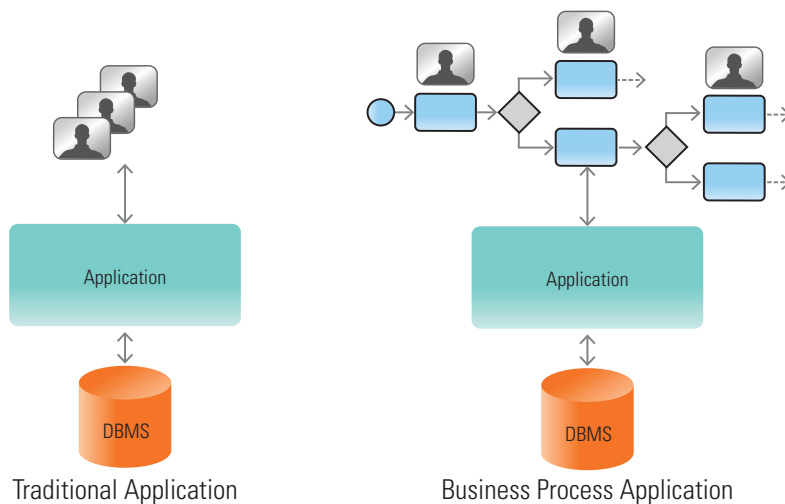 Application
Application
DBMS
DBMS
Traditional Application
Business Process Application